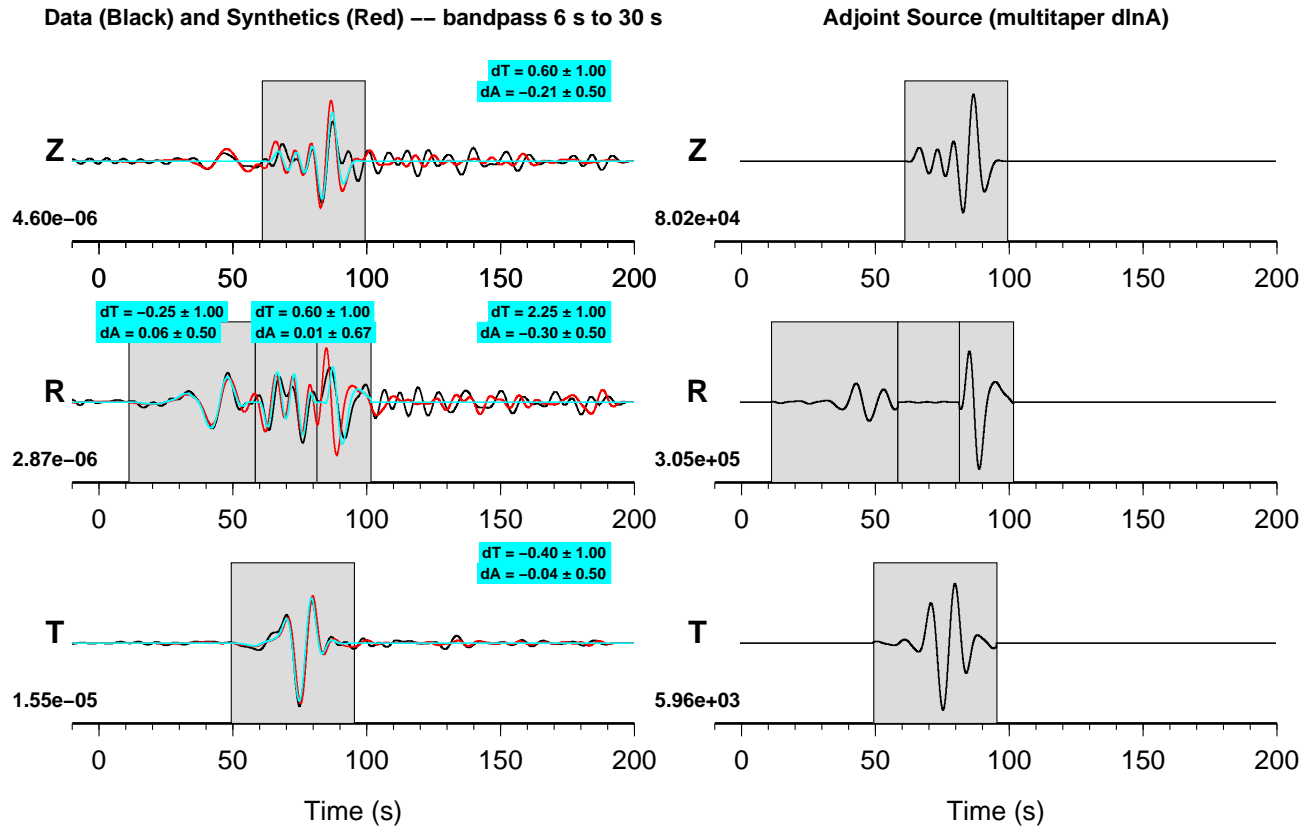 Data (Black) and Synthetics (Red) −− bandpass 6 s to 30 s
Adjoint Source (multitaper dlnA)
dT = 0.60 ± 1.00
dA = −0.21 ± 0.50
Z
4.60e−06
0 50 100 150 200
Z
8.02e+04
0 50 100 150 200
dT = −0.25 ± 1.00
dA = 0.06 ± 0.50
dT = 0.60 ± 1.00
dA = 0.01 ± 0.67
dT = 2.25 ± 1.00
dA = −0.30 ± 0.50
R
2.87e−06
0 50 100 150 200
R
3.05e+05
0 50 100 150 200
dT = −0.40 ± 1.00
dA = −0.04 ± 0.50
T
1.55e−05
0 50 100 150 200
Time (s)
T
5.96e+03
0 50 100 150 200
Time (s)